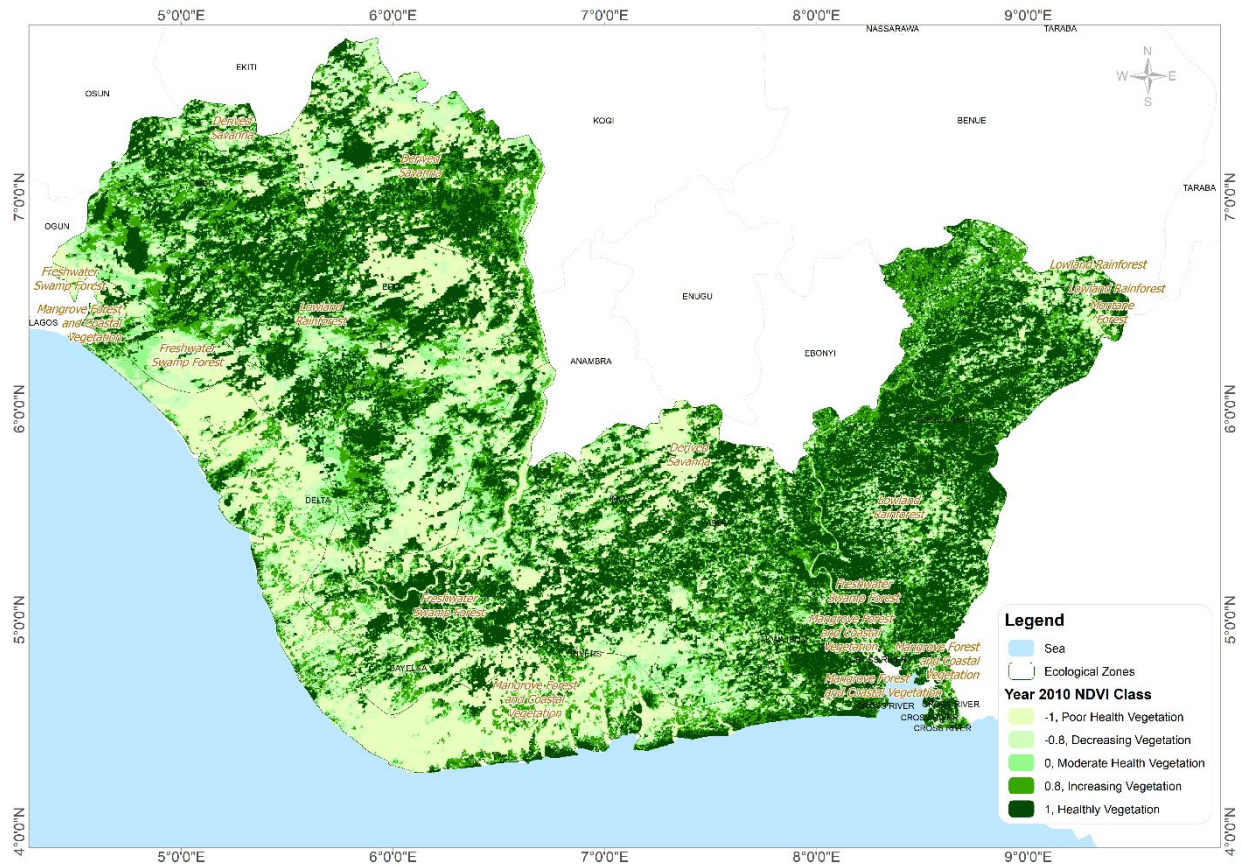 5°0'0"E
6°0'0"E
7°0'0"E
8°0'0"E
9°0'0"E
NASSARAWA
TARABA
N
W
E
S
EKITI
OSUN
KOGI
BENUE
Derived
Savanna
Derived
Savanna
TARABA
7°0'0"N
7°0'0"N
OGUN
Freshwater
Swamp Forest
Lowland Rainforest
Lowland Rainforest
Montane
Forest
Mangrove Forest
and Coastal
Vegetation
LAGOS
Lowland
Rainforest
ENUGU
Freshwater
Swamp Forest
ANAMBRA
EBONYI
6°0'0"N
6°0'0"N
Derived
Savanna
DELTA
Lowland
Rainforest
Freshwater
Swamp Forest
Freshwater
Swamp Forest
5°0'0"N
5°0'0"N
Mangrove Forest
and Coastal
Vegetation
BAYELSA
RIVERS
Mangrove Forest
and Coastal
Vegetation
Mangrove Forest
and Coastal
Vegetation
Mangrove Forest
and Coastal Vegetation
CROSS RIVER
CROSS RIVER
CROSS RIVER
CROSS RIVER
Legend
Sea
Ecological Zones
Year 2010 NDVI Class
-1, Poor Health Vegetation
-0.8, Decreasing Vegetation
0, Moderate Health Vegetation
0.8, Increasing Vegetation
1, Healthly Vegetation
4°0'0"N
4°0'0"N
5°0'0"E
6°0'0"E
7°0'0"E
8°0'0"E
9°0'0"E